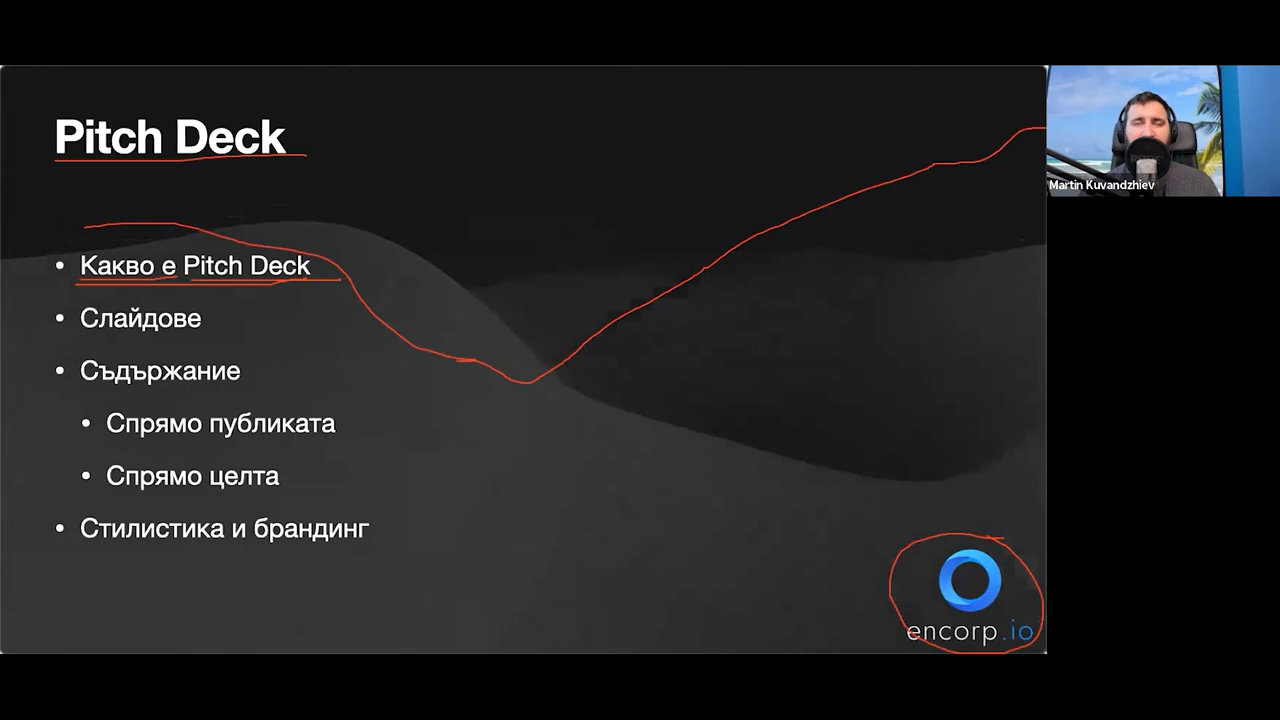 Pitch Deck
Martin Kuvandzhiev
• Какво е Pitch Deck
• Слайдове
• Съдържание
• Спрямо публиката
• Спрямо целта
• Стилистика и брандинг
encorp.io